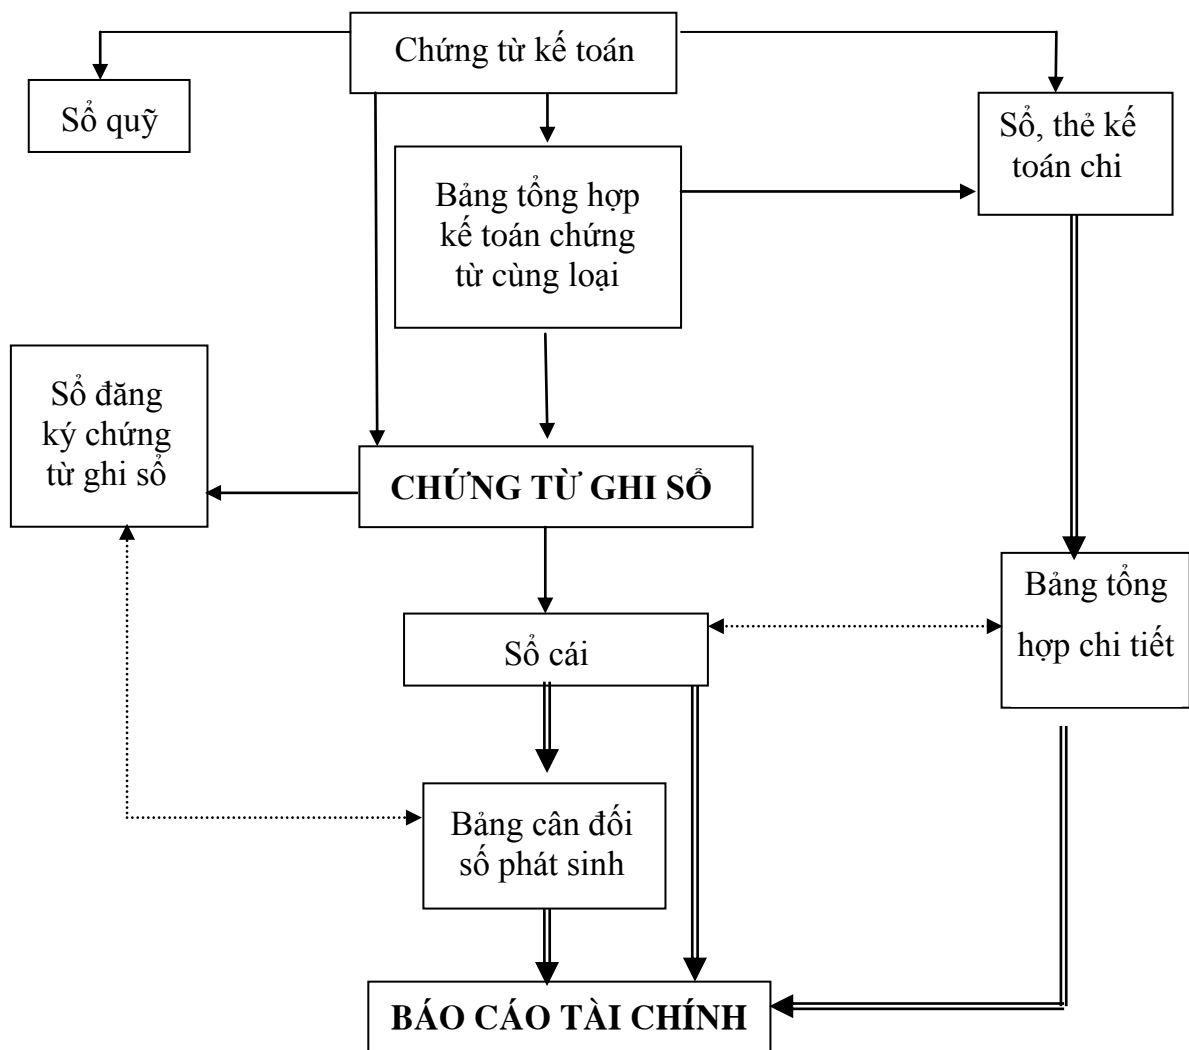 Chứng từ kế toán
Sổ quỹ
Sổ, thẻ kế
toán chi
Bảng tổng hợp
kế toán chứng
từ cùng loại
Sổ đăng
ký chứng
từ ghi sổ
CHỨNG TỪ GHI SỔ
Bảng tổng
hợp chi tiết
Sổ cái
Bảng cân đối
số phát sinh
BÁO CÁO TÀI CHÍNH